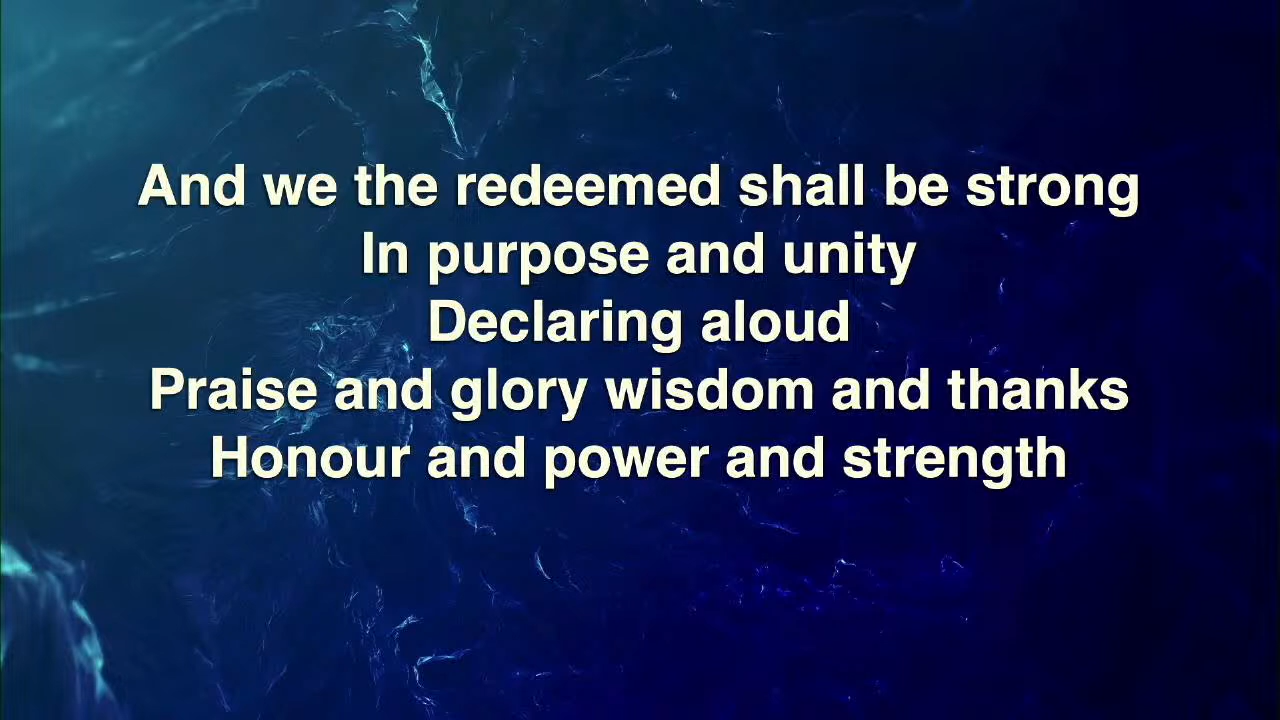 And we the redeemed shall be strong
In purpose and unity
Declaring aloud
Praise and glory wisdom and thanks
Honour and power and strength